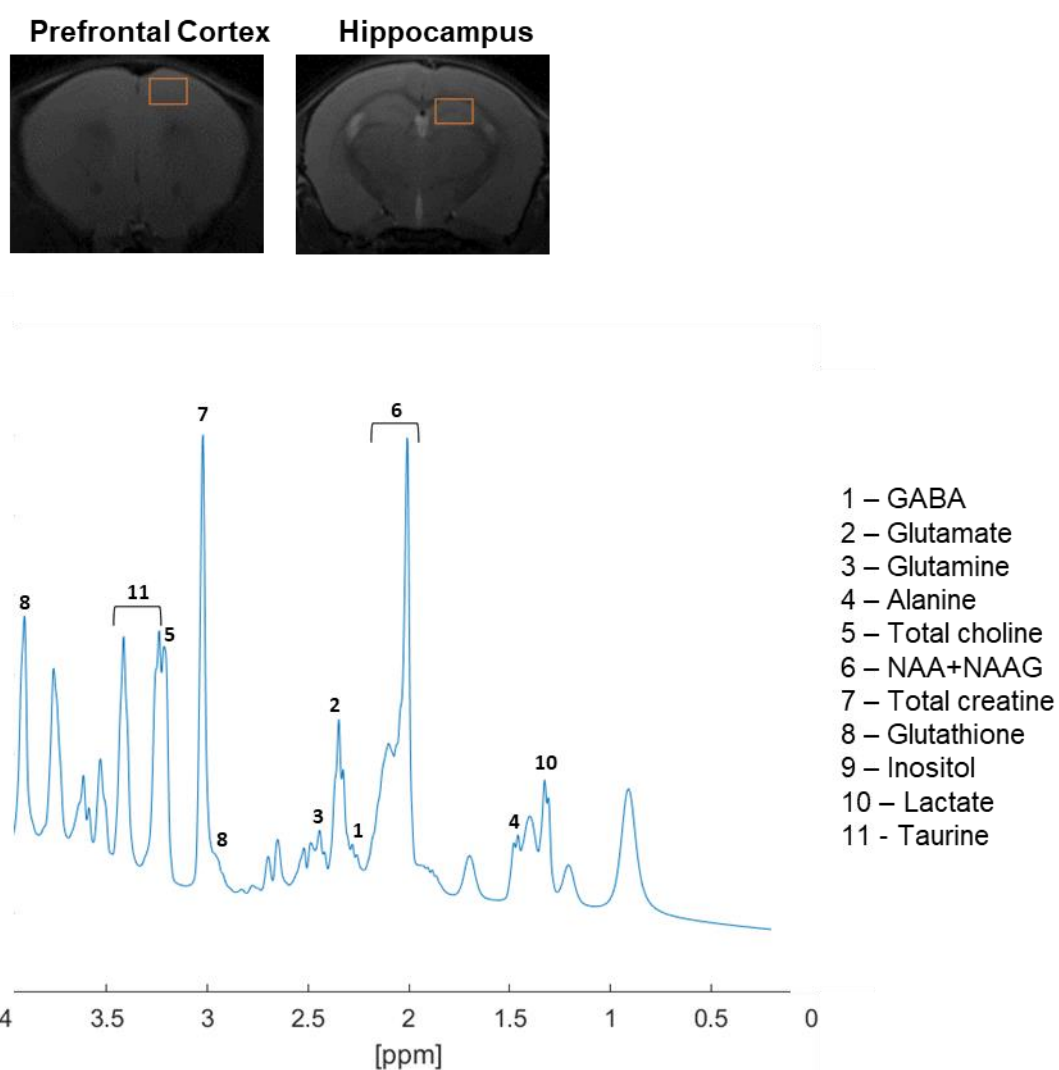 Prefrontal Cortex Hippocampus
7
6
8
11
5
2
10
3
1
4
8
1 – GABA
2 – Glutamate
3 – Glutamine
4 – Alanine
5 – Total choline
6 – NAA+NAAG
7 – Total creatine
8 – Glutathione
9 – Inositol
10 – Lactate
11 - Taurine
4 3.5 3 2.5 2 1.5 1 0.5 0
[ppm]